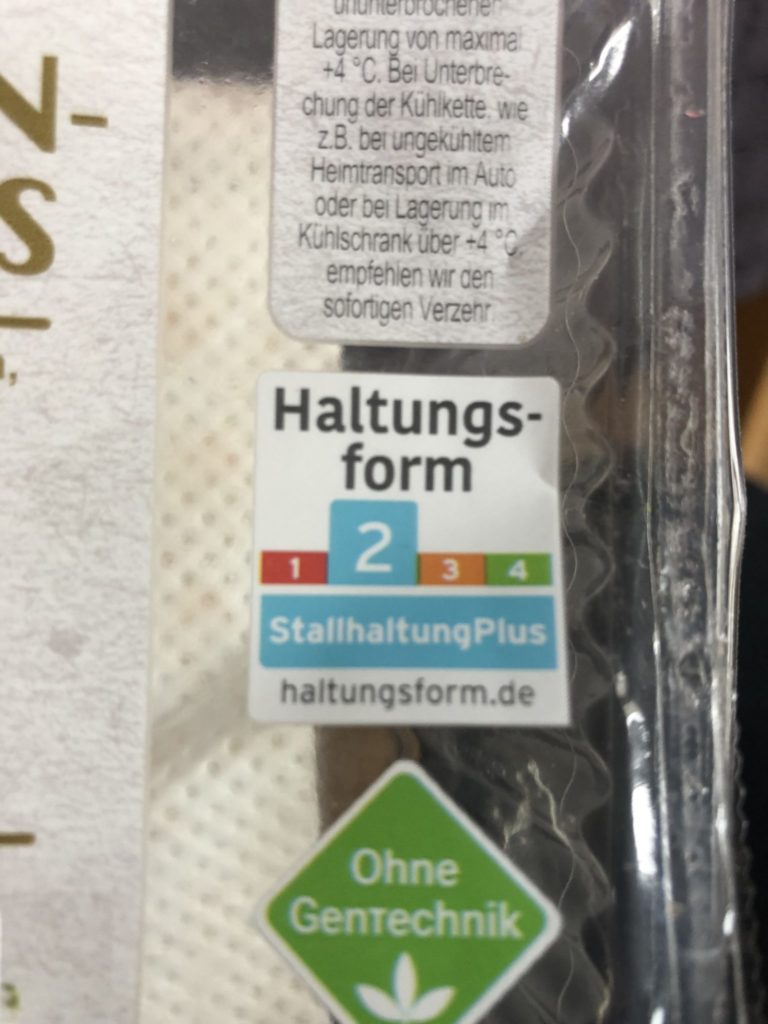 N-
S
ununterbrochener
Lagerung von maximal
+4 °C. Bei Unterbre-
chung der Kühlkette, wie
z.B. bei ungekühltem
Heimtransport im Auto
oder bei Lagerung im
Kühlschrank über +4 °C,
empfehlen wir den
sofortigen Verzehr.
Haltungs-
form
1 2 3 4
StallhaltungPlus
haltungsform.de
Ohne
GenTechnik